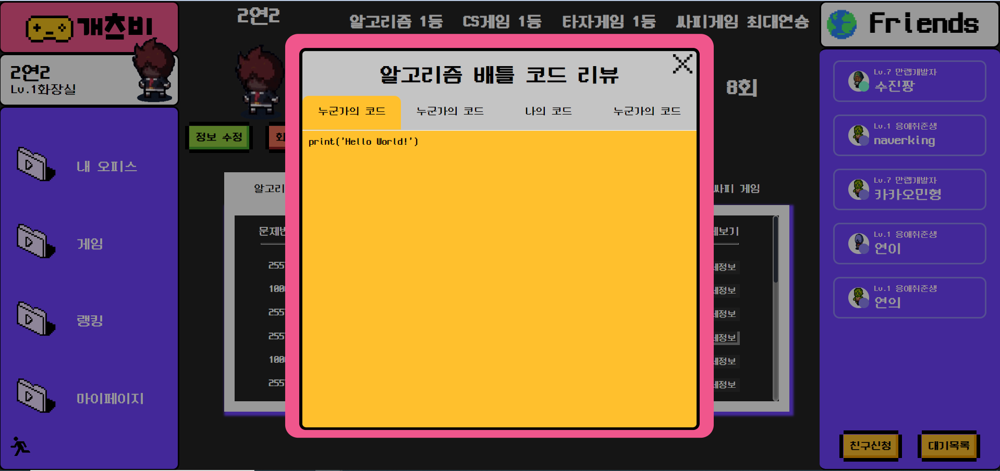 개츠비
2연2
Lv.1화장실
내 오피스
게임
랭킹
마이페이지
2연2
알고리즘 1등 CS게임 1등 타자게임 1등 싸피게임 최대연승
8회
정보 수정
회
알고리
싸피 게임
문제번
세보기
255
세정보
100
세정보
255
세정보
255
세정보
100
세정보
255
세정보
알고리즘 배틀 코드 리뷰
누군가의 코드 누군가의 코드 나의 코드 누군가의 코드
print('Hello World!')
Friends
Lv.7 만렙개발자
수진짱
Lv.1 응애취준생
naverking
Lv.7 만렙개발자
카카오민형
Lv.1 응애취준생
연이
Lv.1 응애취준생
연의
친구신청 대기목록